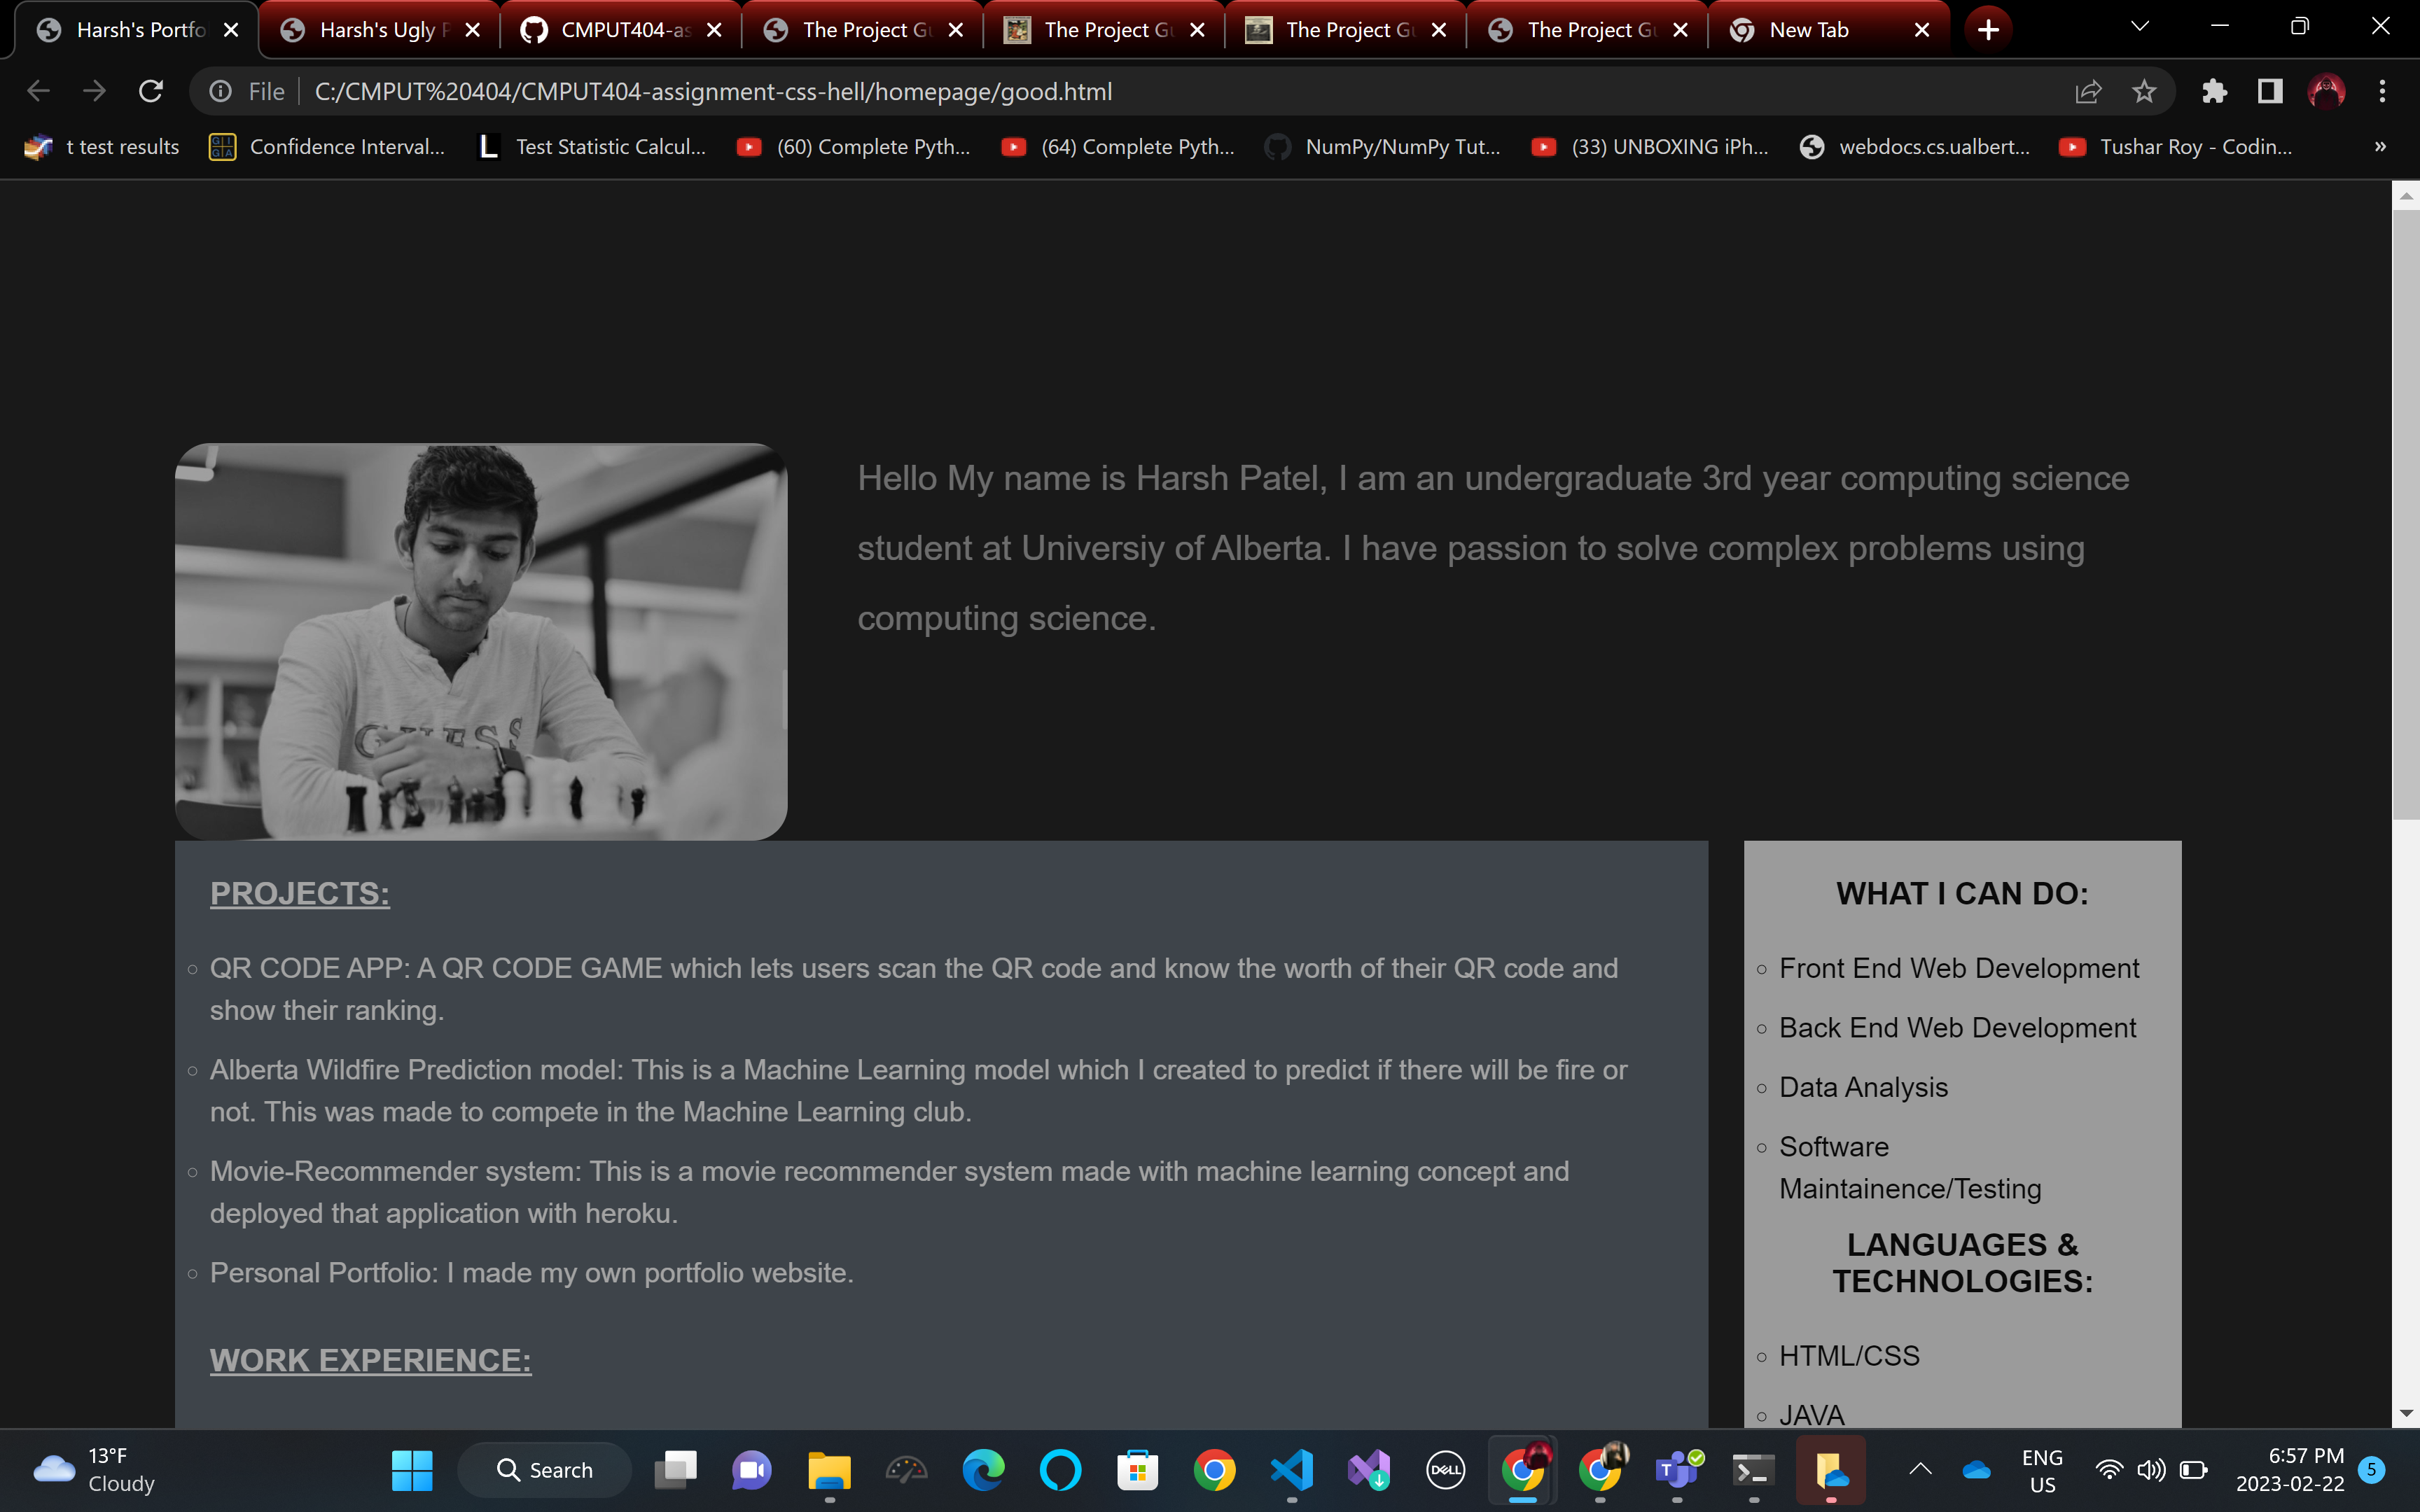 Harsh's Portfo
Harsh's Ugly P
CMPUT404-as
The Project Gu
The Project Gu
The Project Gu
The Project Gu
New Tab
File C:/CMPUT%20404/CMPUT404-assignment-css-hell/homepage/good.html
t test results
Confidence Interval...
Test Statistic Calcul...
(60) Complete Pyth...
(64) Complete Pyth...
NumPy/NumPy Tut...
(33) UNBOXING iPh...
webdocs.cs.ualbert...
Tushar Roy - Codin...
»
Hello My name is Harsh Patel, I am an undergraduate 3rd year computing science
student at Universiy of Alberta. I have passion to solve complex problems using
computing science.
PROJECTS:
QR CODE APP: A QR CODE GAME which lets users scan the QR code and know the worth of their QR code and
show their ranking.
Alberta Wildfire Prediction model: This is a Machine Learning model which I created to predict if there will be fire or
not. This was made to compete in the Machine Learning club.
Movie-Recommender system: This is a movie recommender system made with machine learning concept and
deployed that application with heroku.
Personal Portfolio: I made my own portfolio website.
WORK EXPERIENCE:
WHAT I CAN DO:
Front End Web Development
Back End Web Development
Data Analysis
Software
Maintainence/Testing
LANGUAGES &
TECHNOLOGIES:
HTML/CSS
JAVA
13°F
Cloudy
Search
DELL
ENG
US
6:57 PM
2023-02-22
5